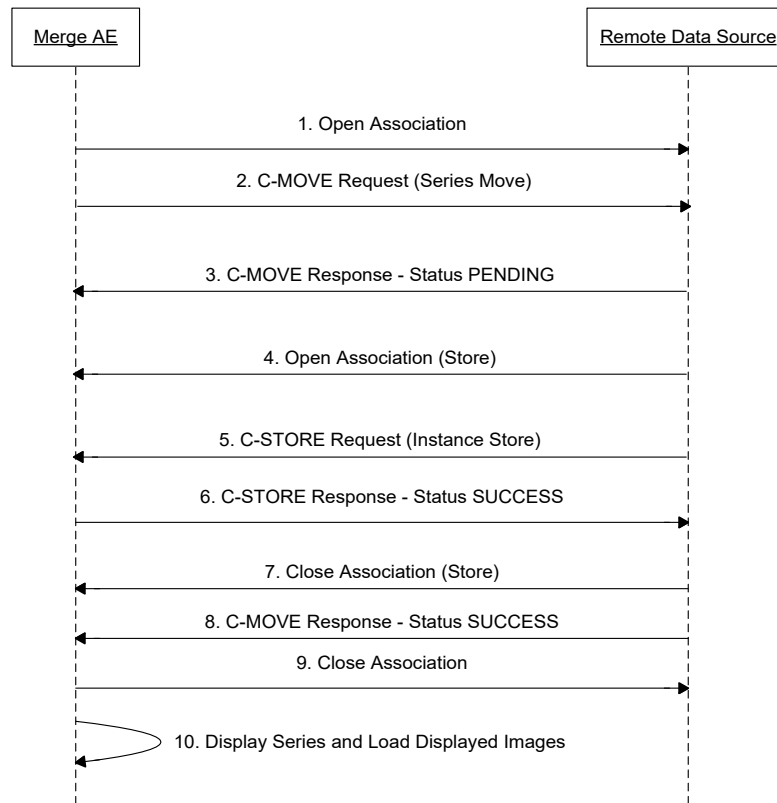 Merge AE
Remote Data Source
1. Open Association
2. C-MOVE Request (Series Move)
3. C-MOVE Response - Status PENDING
4. Open Association (Store)
5. C-STORE Request (Instance Store)
6. C-STORE Response - Status SUCCESS
7. Close Association (Store)
8. C-MOVE Response - Status SUCCESS
9. Close Association
10. Display Series and Load Displayed Images